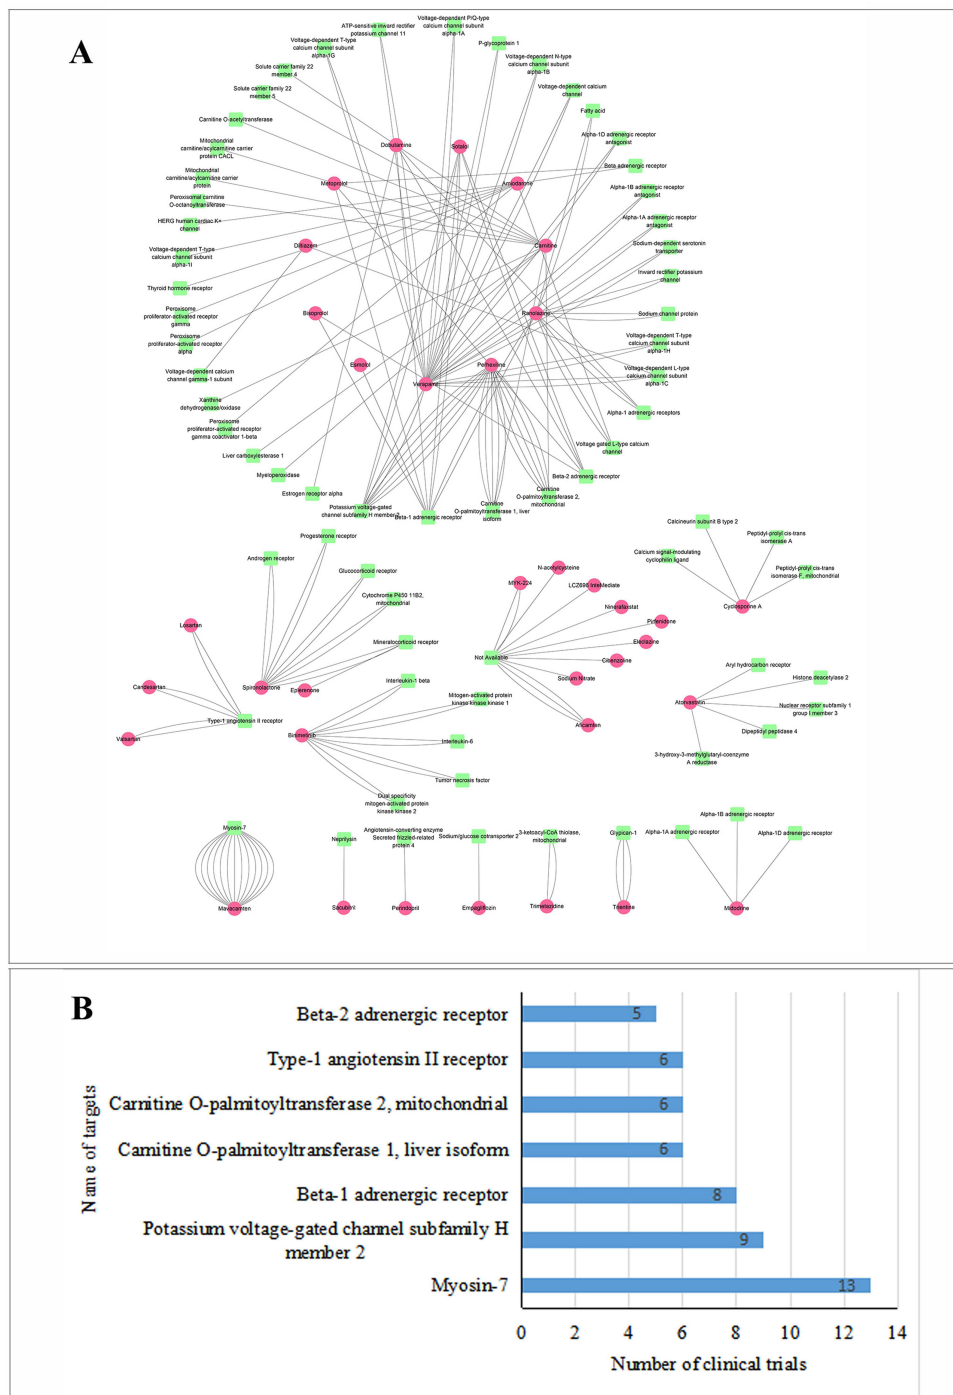 A
ATP-sensitive inward rectifier
potassium channel 11
Voltage-dependent P/Q-type
calcium channel subunit
alpha-1A
Voltage-dependent T-type
calcium channel subunit
alpha-1G
P-glycoprotein 1
Voltage-dependent N-type
calcium channel subunit
alpha-1B
Solute carrier family 22
member 4
Voltage-dependent calcium
channel
Solute carrier family 22
member 5
Fatty acid
Carnitine O-acetyltransferase
Alpha-1D adrenergic receptor
antagonist
Dobutamine
Sotalol
Mitochondrial
carnitine/acylcarnitine carrier
protein CACL
Beta adrenergic receptor
Mitochondrial
carnitine/acylcarnitine carrier
protein
Metoprolol
Amiodarone
Alpha-1B adrenergic receptor
antagonist
Peroxisomal carnitine
O-octanoyltransferase
HERG human cardiac K+
channel
Alpha-1A adrenergic receptor
antagonist
Diltiazem
Carnitine
Sodium-dependent serotonin
transporter
Voltage-dependent T-type
calcium channel subunit
alpha-1I
Inward rectifier potassium
channel
Thyroid hormone receptor
Bisoprolol
Ranolazine
Sodium channel protein
Peroxisome
proliferator-activated receptor
gamma
Peroxisome
proliferator-activated receptor
alpha
Voltage-dependent T-type
calcium channel subunit
alpha-1H
Esmolol
Perhexiline
Verapamil
Voltage-dependent calcium
channel gamma-1 subunit
Voltage-dependent L-type
calcium channel subunit
alpha-1C
Xanthine
dehydrogenase/oxidase
Alpha-1 adrenergic receptors
Peroxisome
proliferator-activated receptor
gamma coactivator 1-beta
Voltage gated L-type calcium
channel
Liver carboxylesterase 1
Myeloperoxidase
Beta-2 adrenergic receptor
Estrogen receptor alpha
Carnitine
O-palmitoyltransferase 2,
mitochondrial
Potassium voltage-gated
channel subfamily H member 2
Beta-1 adrenergic receptor
Carnitine
O-palmitoyltransferase 1, liver
isoform
Progesterone receptor
Androgen receptor
Glucocorticoid receptor
Cytochrome P450 11B2,
mitochondrial
Losartan
Mineralocorticoid receptor
Candesartan
Spironolactone
Eplerenone
Type-1 angiotensin II receptor
Valsartan
Interleukin-1 beta
Mitogen-activated protein
kinase kinase kinase 1
Binimetinib
Interleukin-6
Tumor necrosis factor
Dual specificity
mitogen-activated protein
kinase kinase 2
N-acetylcysteine
MYK-224
LCZ696 InteMediate
Ninerafaxstat
Pirfenidone
Eleclazine
Not Available
Cibenzoline
Sodium Nitrate
Aficamten
Calcineurin subunit B type 2
Peptidyl-prolyl cis-trans
isomerase A
Calcium signal-modulating
cyclophilin ligand
Peptidyl-prolyl cis-trans
isomerase F, mitochondrial
Cyclosporine A
Aryl hydrocarbon receptor
Histone deacetylase 2
Atorvastatin
Nuclear receptor subfamily 1
group I member 3
Dipeptidyl peptidase 4
3-hydroxy-3-methylglutaryl-coenzyme
A reductase
Myosin-7
Mavacamten
Neprilysin
Sacubitril
Angiotensin-converting enzyme
Secreted frizzled-related
protein 4
Perindopril
Sodium/glucose cotransporter 2
Empagliflozin
3-ketoacyl-CoA thiolase,
mitochondrial
Trimetazidine
Glypican-1
Trientine
Alpha-1B adrenergic receptor
Alpha-1A adrenergic receptor
Alpha-1D adrenergic receptor
Midodrine
B
Name of targets
Beta-2 adrenergic receptor
5
Type-1 angiotensin II receptor
6
Carnitine O-palmitoyltransferase 2, mitochondrial
6
Carnitine O-palmitoyltransferase 1, liver isoform
6
Beta-1 adrenergic receptor
8
Potassium voltage-gated channel subfamily H
member 2
9
Myosin-7
13
0 2 4 6 8 10 12 14
Number of clinical trials